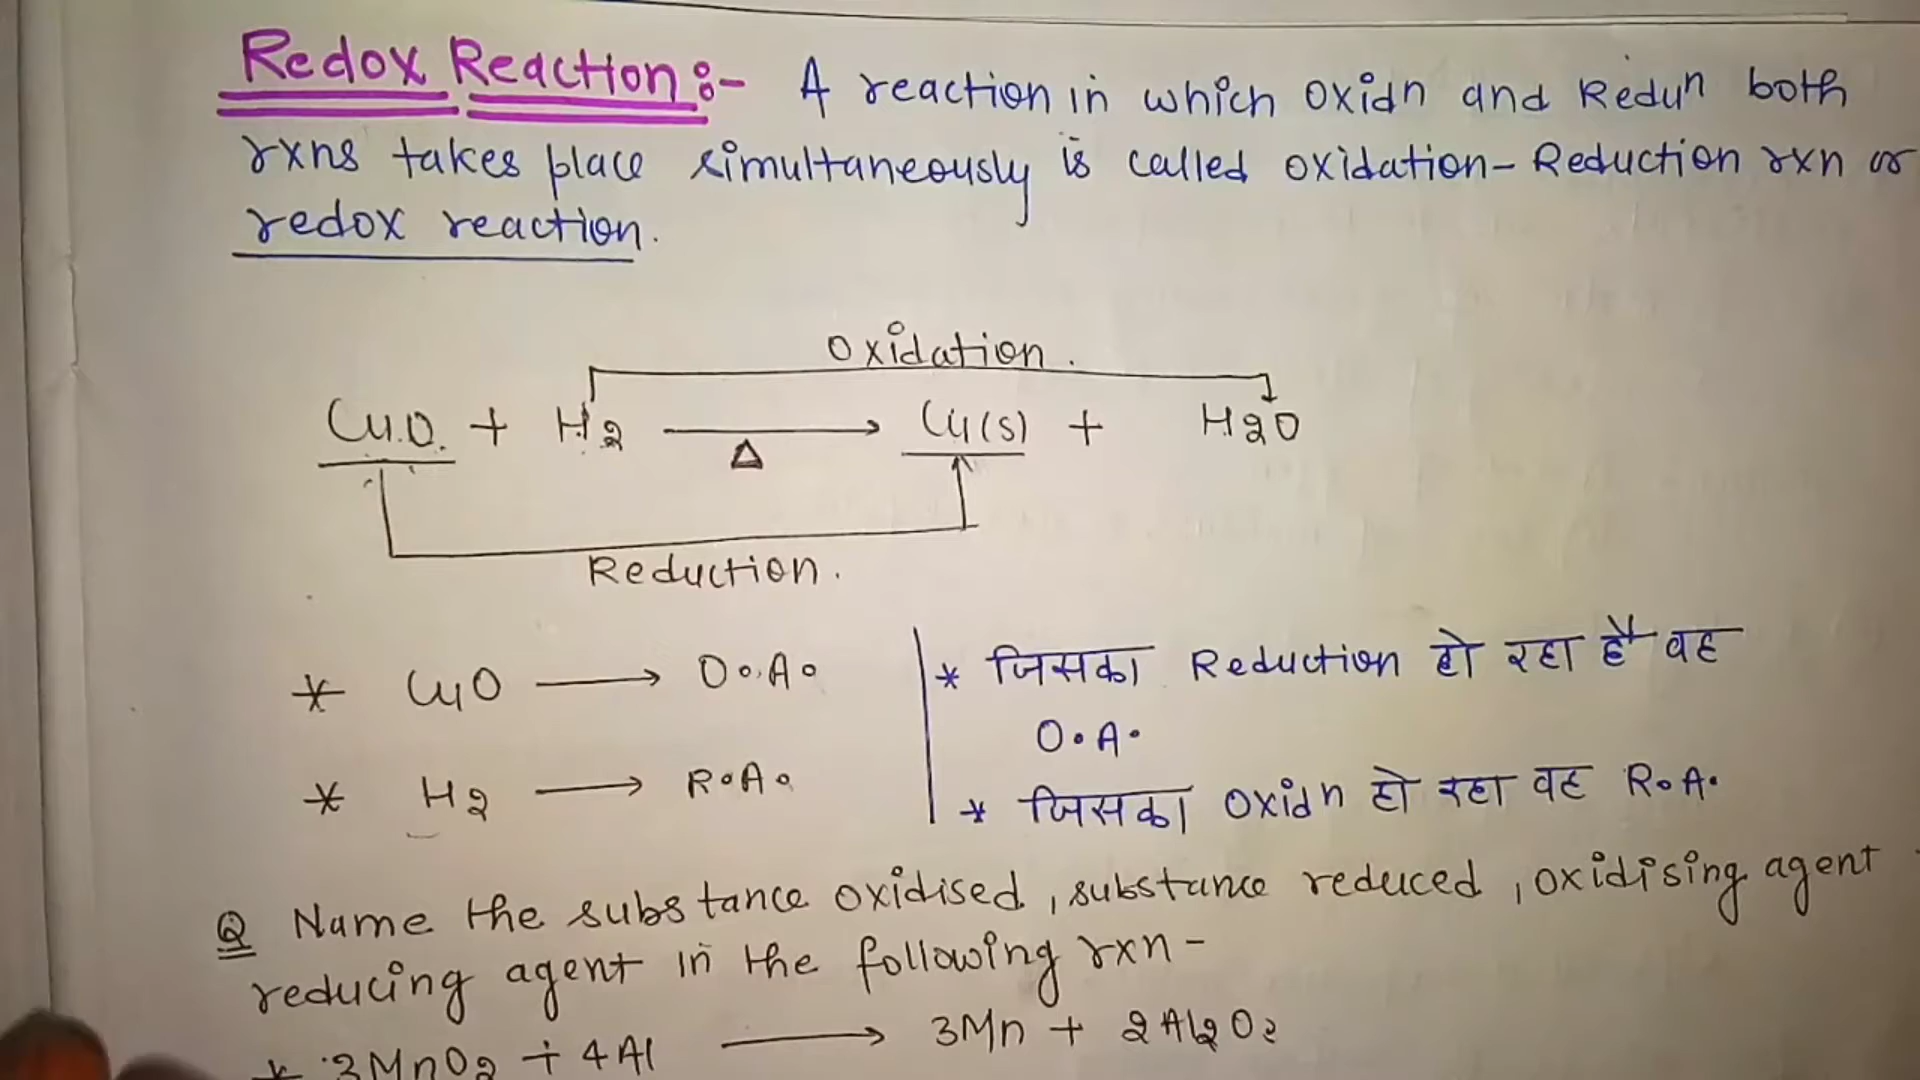 Redox Reaction :- A reaction in which oxidn and Redun both
rxns takes place simultaneously is called oxidation-Reduction rxn or
redox reaction.
Oxidation.
CuO + H2 ⟶ Cu(s) + H2O
Δ
Reduction.
* CuO ⟶ O.A.
* H2 ⟶ R.A.
* जिसका Reduction हो रहा है वह
O.A.
* जिसका oxidn हो रहा वह R.A.
Q Name the substance oxidised, substance reduced, oxidising agent
reducing agent in the following rxn-
* 3MnO2 + 4Al ⟶ 3Mn + 2Al2O3